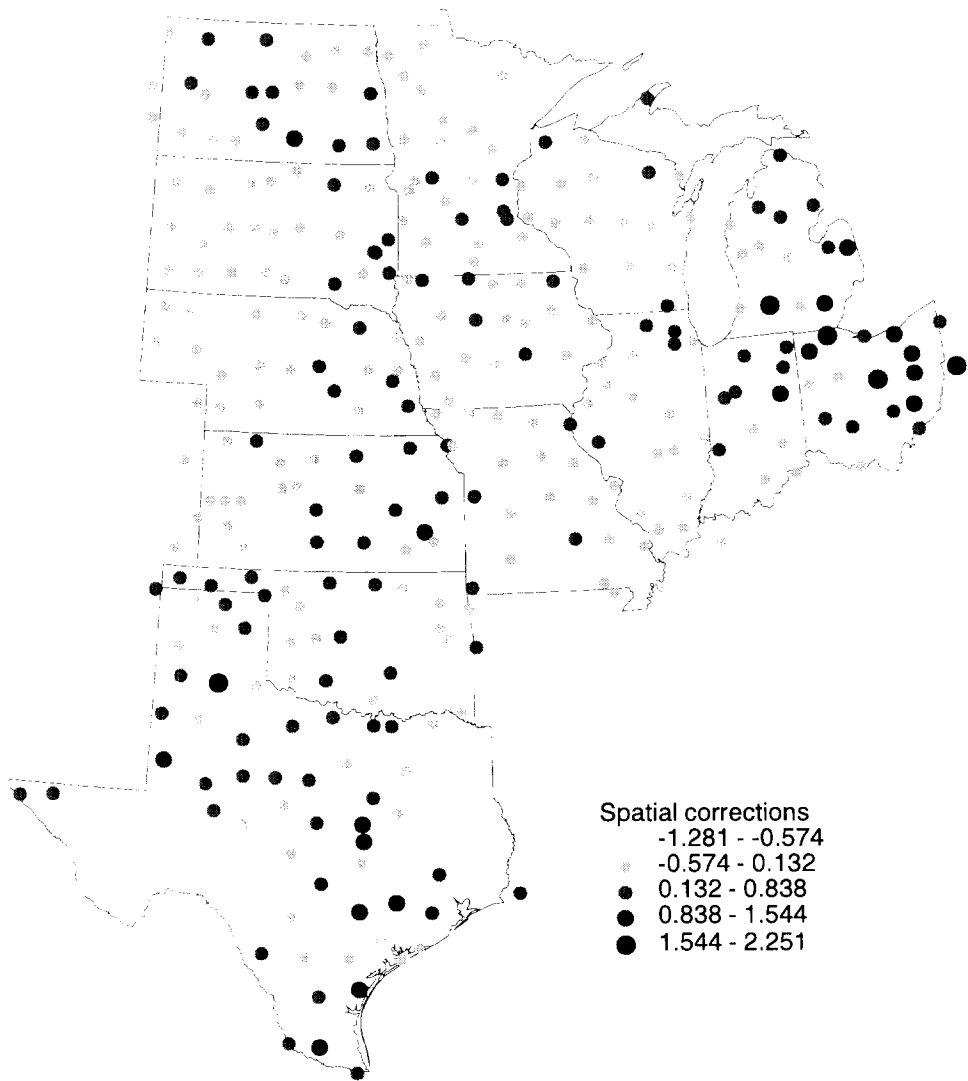 Spatial corrections
-1.281 - -0.574
-0.574 - 0.132
0.132 - 0.838
0.838 - 1.544
1.544 - 2.251